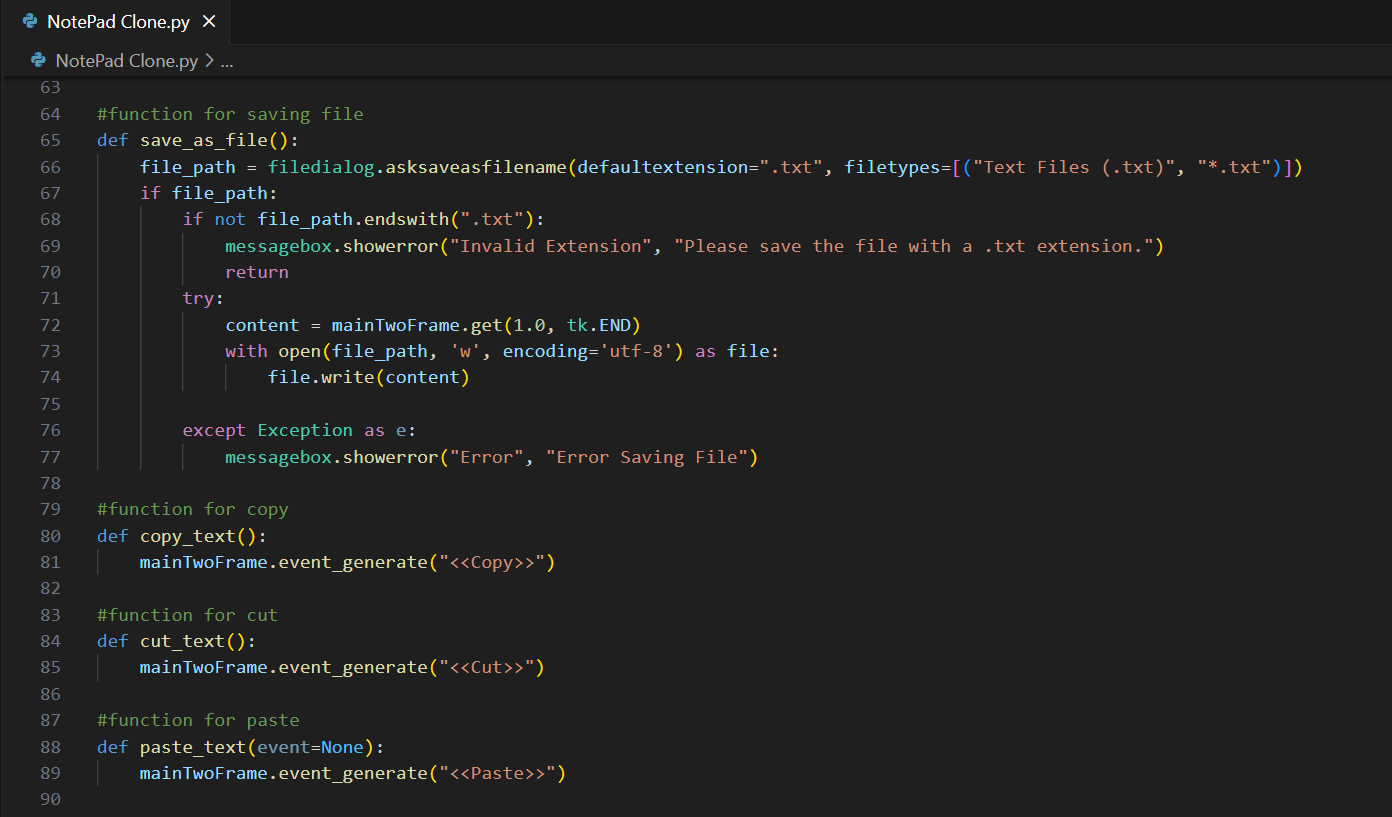 NotePad Clone.py ×
NotePad Clone.py > ...
63
64 #function for saving file
65 def save_as_file():
66     file_path = filedialog.asksaveasfilename(defaultextension=".txt", filetypes=[("Text Files (.txt)", "*.txt")])
67     if file_path:
68         if not file_path.endswith(".txt"):
69             messagebox.showerror("Invalid Extension", "Please save the file with a .txt extension.")
70             return
71         try:
72             content = mainTwoFrame.get(1.0, tk.END)
73             with open(file_path, 'w', encoding='utf-8') as file:
74                 file.write(content)
75
76         except Exception as e:
77             messagebox.showerror("Error", "Error Saving File")
78
79 #function for copy
80 def copy_text():
81     mainTwoFrame.event_generate("<<Copy>>")
82
83 #function for cut
84 def cut_text():
85     mainTwoFrame.event_generate("<<Cut>>")
86
87 #function for paste
88 def paste_text(event=None):
89     mainTwoFrame.event_generate("<<Paste>>")
90